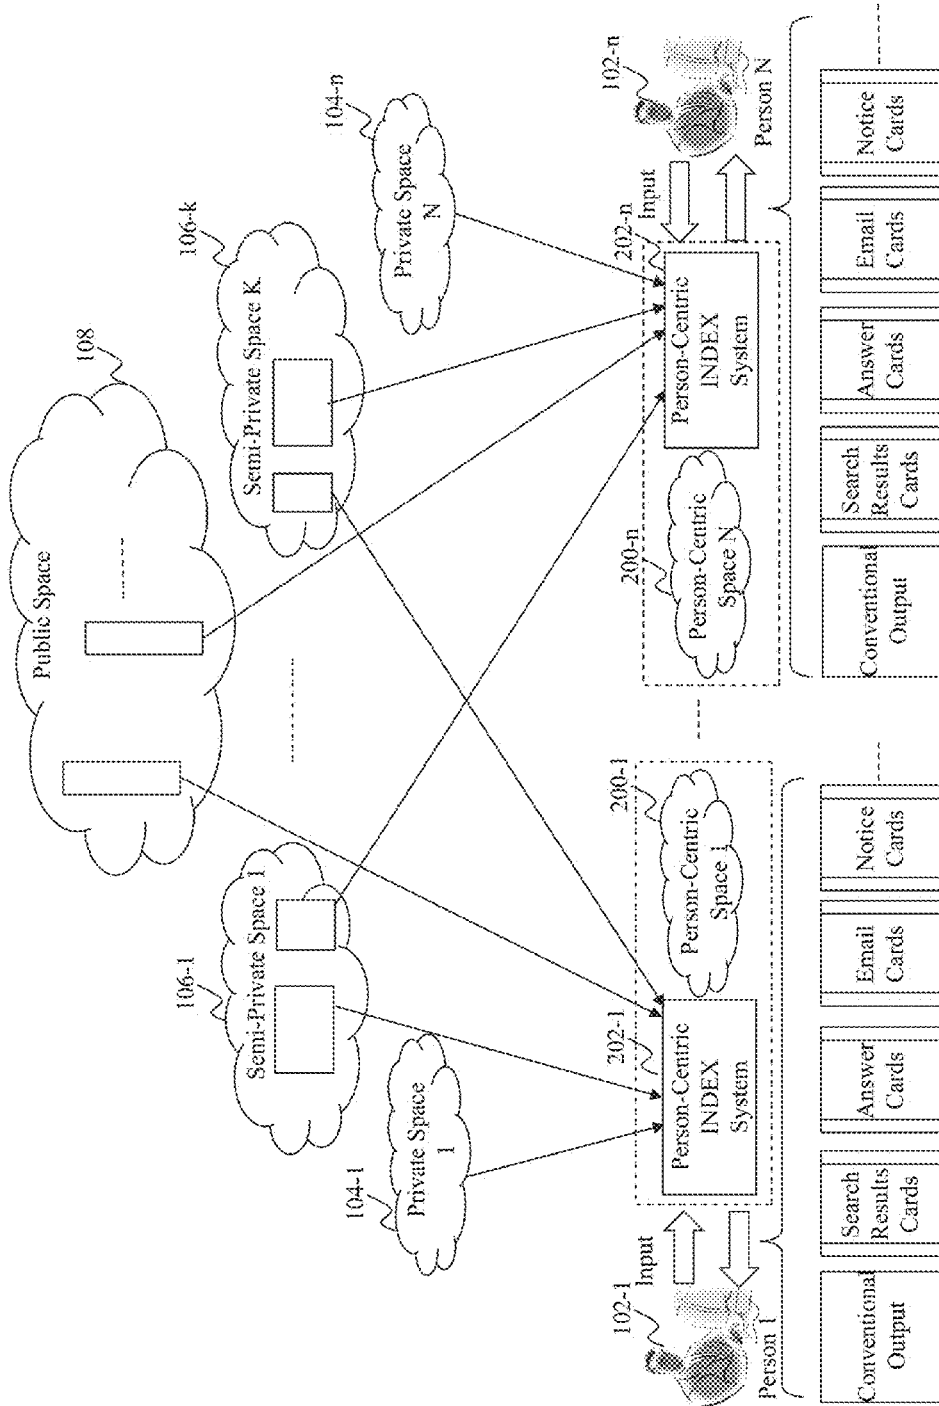 Public Space
108
Semi-Private Space 1
106-1
Semi-Private Space K
106-k
Private Space
1
104-1
Private Space
N
104-n
102-1
Person 1
Input
202-1
Person-Centric
INDEX
System
200-1
Person-Centric
Space 1
200-n
Person-Centric
Space N
202-n
Person-Centric
INDEX
System
Input
102-n
Person N
Conventional
Output
Search
Results
Cards
Answer
Cards
Email
Cards
Notice
Cards
Conventional
Output
Search
Results
Cards
Answer
Cards
Email
Cards
Notice
Cards